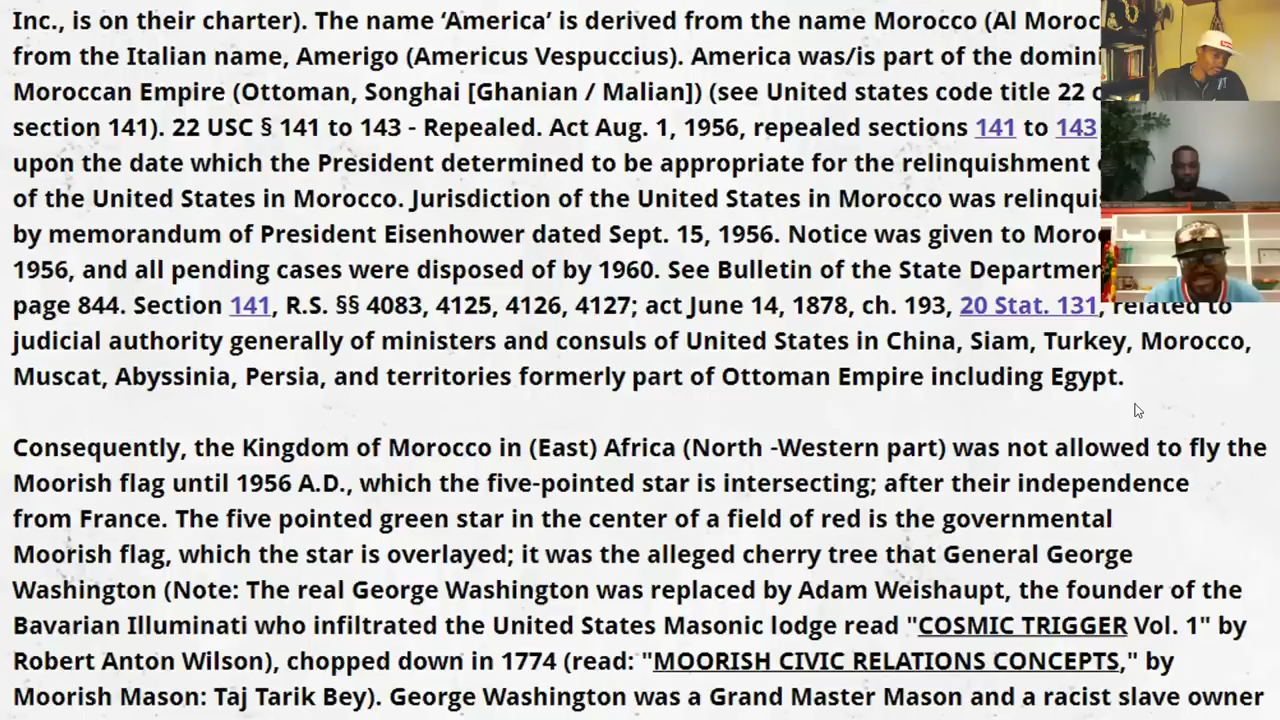 Inc., is on their charter). The name ‘America’ is derived from the name Morocco (Al
from the Italian name, Amerigo (Americus Vespuccius). America was/is part of the
Moroccan Empire (Ottoman, Songhai [Ghanian / Malian]) (see United states code title 22
section 141). 22 USC § 141 to 143 - Repealed. Act Aug. 1, 1956, repealed sections 141 to 143
upon the date which the President determined to be appropriate for the relinquishment
of the United States in Morocco. Jurisdiction of the United States in Morocco was
by memorandum of President Eisenhower dated Sept. 15, 1956. Notice was given to
1956, and all pending cases were disposed of by 1960. See Bulletin of the State
page 844. Section 141, R.S. §§ 4083, 4125, 4126, 4127; act June 14, 1878, ch. 193, 20 Stat. 131, related to
judicial authority generally of ministers and consuls of United States in China, Siam, Turkey, Morocco,
Muscat, Abyssinia, Persia, and territories formerly part of Ottoman Empire including Egypt.
Consequently, the Kingdom of Morocco in (East) Africa (North -Western part) was not allowed to fly the
Moorish flag until 1956 A.D., which the five-pointed star is intersecting; after their independence
from France. The five pointed green star in the center of a field of red is the governmental
Moorish flag, which the star is overlayed; it was the alleged cherry tree that General George
Washington (Note: The real George Washington was replaced by Adam Weishaupt, the founder of the
Bavarian Illuminati who infiltrated the United States Masonic lodge read "COSMIC TRIGGER Vol. 1" by
Robert Anton Wilson), chopped down in 1774 (read: "MOORISH CIVIC RELATIONS CONCEPTS," by
Moorish Mason: Taj Tarik Bey). George Washington was a Grand Master Mason and a racist slave owner